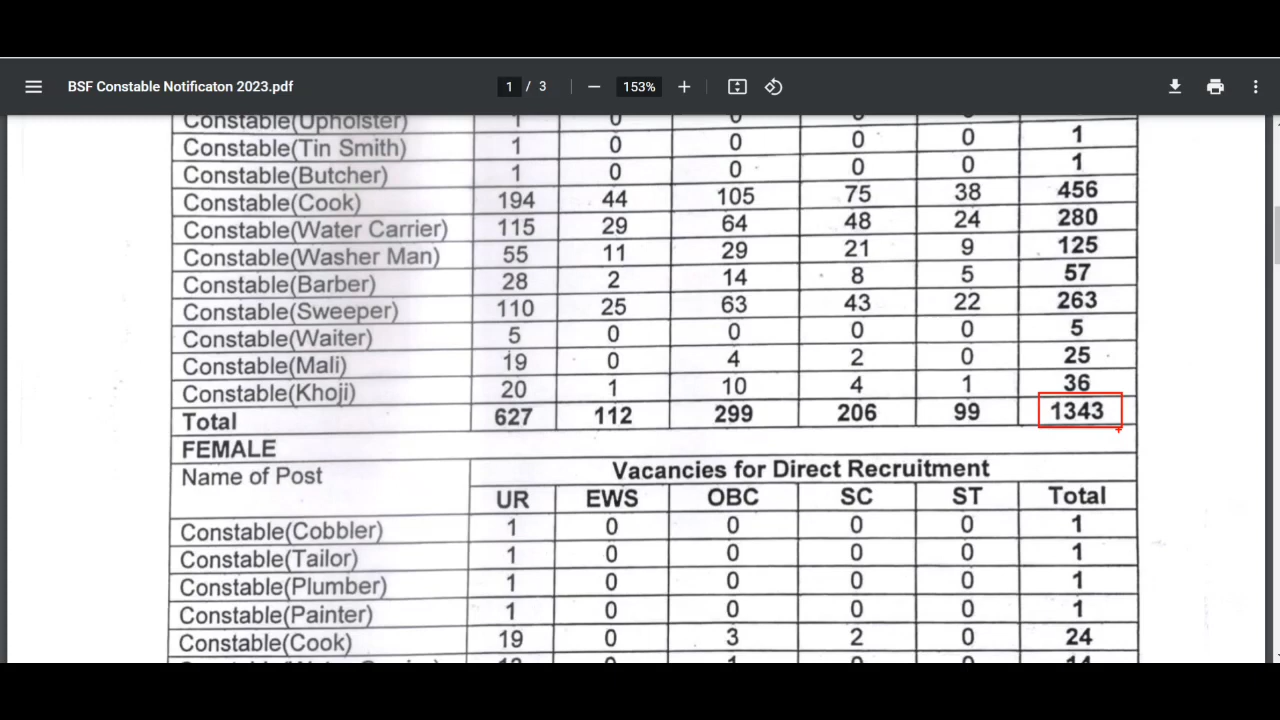 BSF Constable Notificaton 2023.pdf 1 / 3 153%
Constable(Upholster) 1 0 0 0 0
Constable(Tin Smith) 1 0 0 0 0 1
Constable(Butcher) 1 0 0 0 0 1
Constable(Cook) 194 44 105 75 38 456
Constable(Water Carrier) 115 29 64 48 24 280
Constable(Washer Man) 55 11 29 21 9 125
Constable(Barber) 28 2 14 8 5 57
Constable(Sweeper) 110 25 63 43 22 263
Constable(Waiter) 5 0 0 0 0 5
Constable(Mali) 19 0 4 2 0 25
Constable(Khoji) 20 1 10 4 1 36
Total 627 112 299 206 99 1343
FEMALE
Name of Post Vacancies for Direct Recruitment
UR EWS OBC SC ST Total
Constable(Cobbler) 1 0 0 0 0 1
Constable(Tailor) 1 0 0 0 0 1
Constable(Plumber) 1 0 0 0 0 1
Constable(Painter) 1 0 0 0 0 1
Constable(Cook) 19 0 3 2 0 24